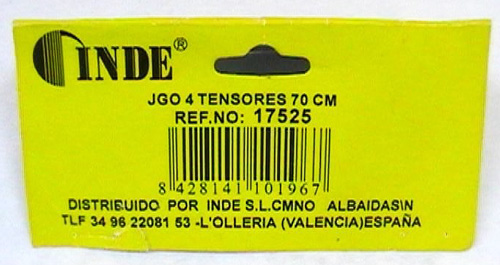 INDE®
JGO 4 TENSORES 70 CM
REF.NO: 17525
8 428141 101967
DISTRIBUIDO POR INDE S.L.CMNO ALBAIDAS\N
TLF 34 96 22081 53 -L'OLLERIA (VALENCIA)ESPAÑA